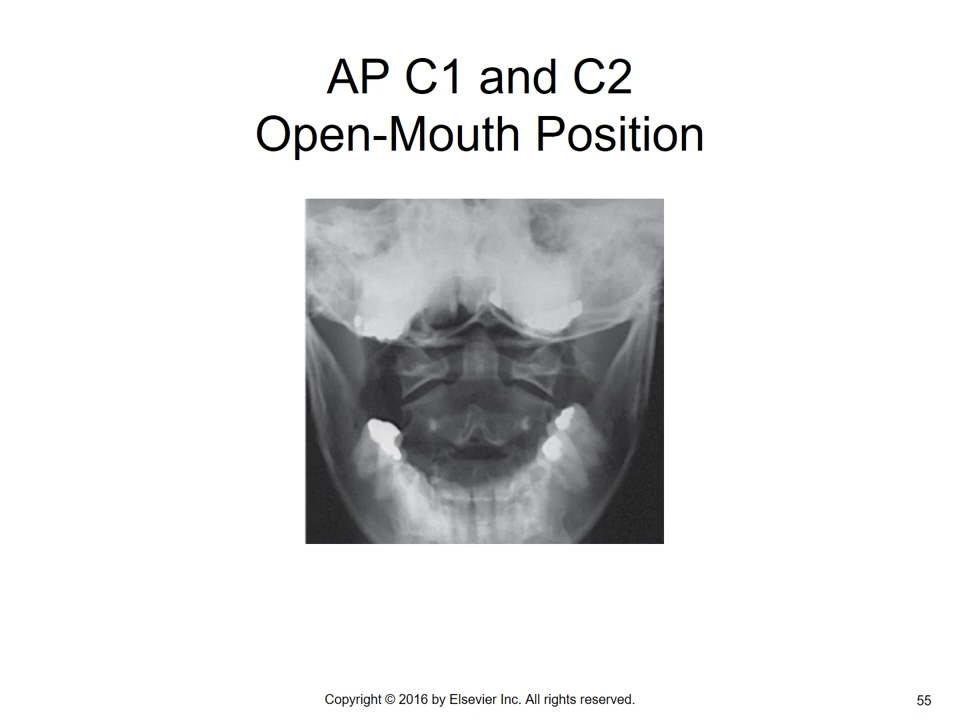 AP C1 and C2
Open-Mouth Position
Copyright © 2016 by Elsevier Inc. All rights reserved.
55